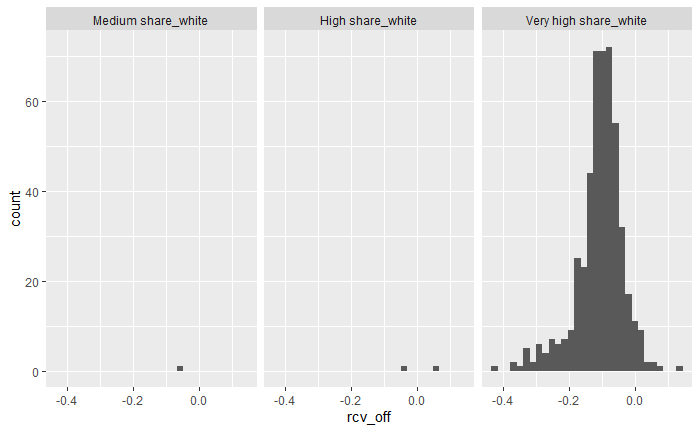 Medium share_white
High share_white
Very high share_white
count
60
40
20
0
-0.4 -0.2 0.0
-0.4 -0.2 0.0
-0.4 -0.2 0.0
rcv_off